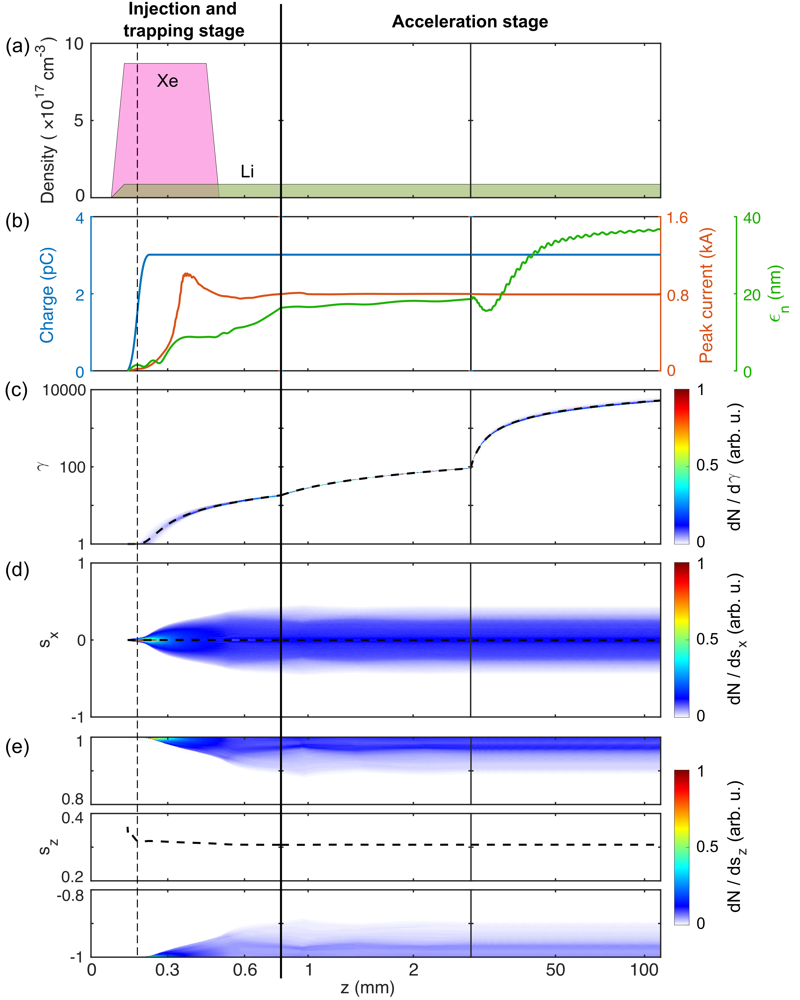 Injection and
trapping stage
Acceleration stage
(a)
Density ( ×10^17 cm^-3)
10
5
0
Xe
Li
(b)
Charge (pC)
4
2
0
1.6
0.8
0
Peak current (kA)
40
20
0
ϵ_n (nm)
(c)
γ
10000
100
1
1
0.5
0
dN / dγ (arb. u.)
(d)
s_x
1
0
-1
1
0.5
0
dN / ds_x (arb. u.)
(e)
s_z
1
0.8
0.4
0.2
-0.8
-1
1
0.5
0
dN / ds_z (arb. u.)
0 0.3 0.6 1 2 50 100
z (mm)